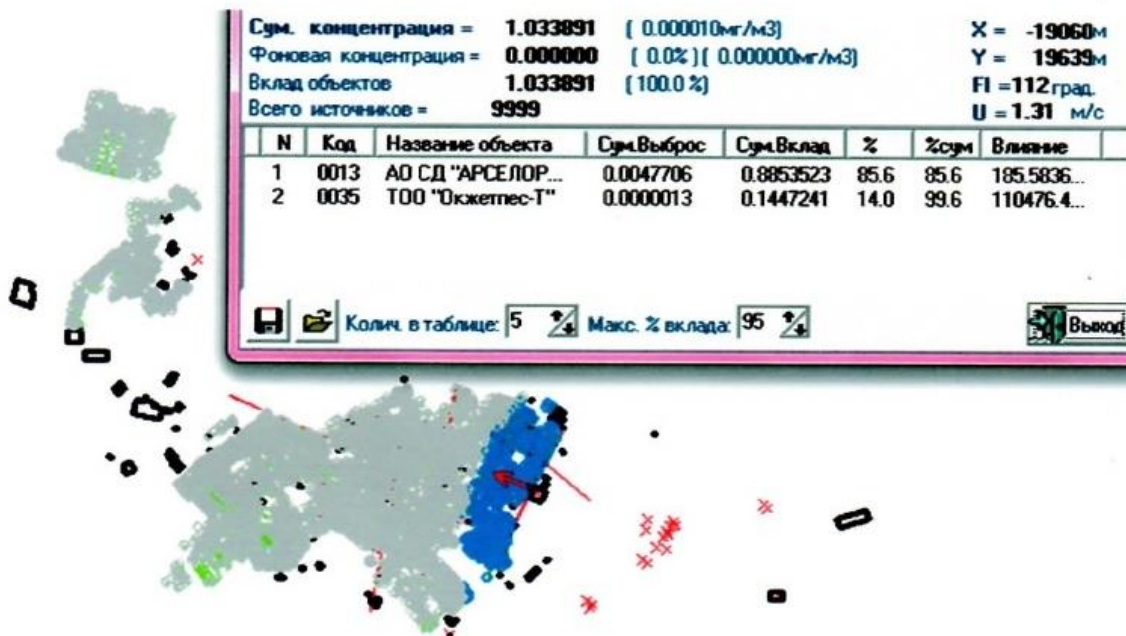 Сум. концентрация = 1.033891 ( 0.000010мг/м3) X = -19060м
Фоновая концентрация = 0.000000 ( 0.0% )( 0.000000мг/м3) Y = 19639м
Вклад объектов 1.033891 (100.0 %) FI =112 град.
Всего источников = 9999 U = 1.31 м/с
N Код Название объекта Сум.Выброс Сум.Вклад % %сум Влияние
1 0013 АО СД "АРСЕЛОР... 0.0047706 0.8853523 85.6 85.6 185.5836...
2 0035 ТОО "Окжетпес-Т" 0.0000013 0.1447241 14.0 99.6 110476.4...
Колич. в таблице: 5 Макс. % вклада: 95 Выход